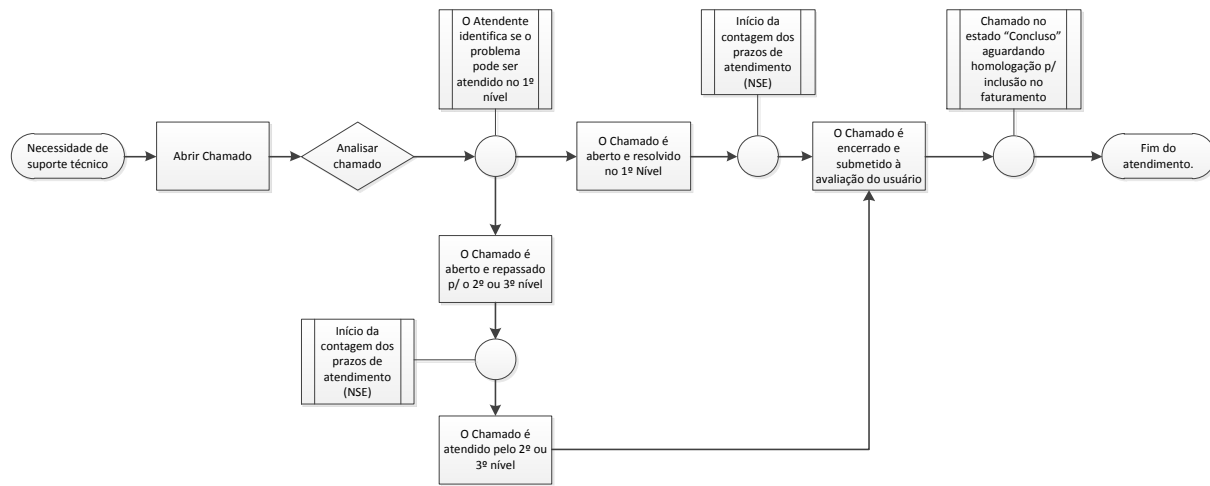 O Atendente
identifica se o
problema
pode ser
atendido no 1º
nível
Início da
contagem dos
prazos de
atendimento
(NSE)
Chamado no
estado “Concluso”
aguardando
homologação p/
inclusão no
faturamento
Necessidade de
suporte técnico
Abrir Chamado
Analisar
chamado
O Chamado é
aberto e resolvido
no 1º Nível
O Chamado é
encerrado e
submetido à
avaliação do usuário
Fim do
atendimento.
O Chamado é
aberto e repassado
p/ o 2º ou 3º nível
Início da
contagem dos
prazos de
atendimento
(NSE)
O Chamado é
atendido pelo 2º ou
3º nível